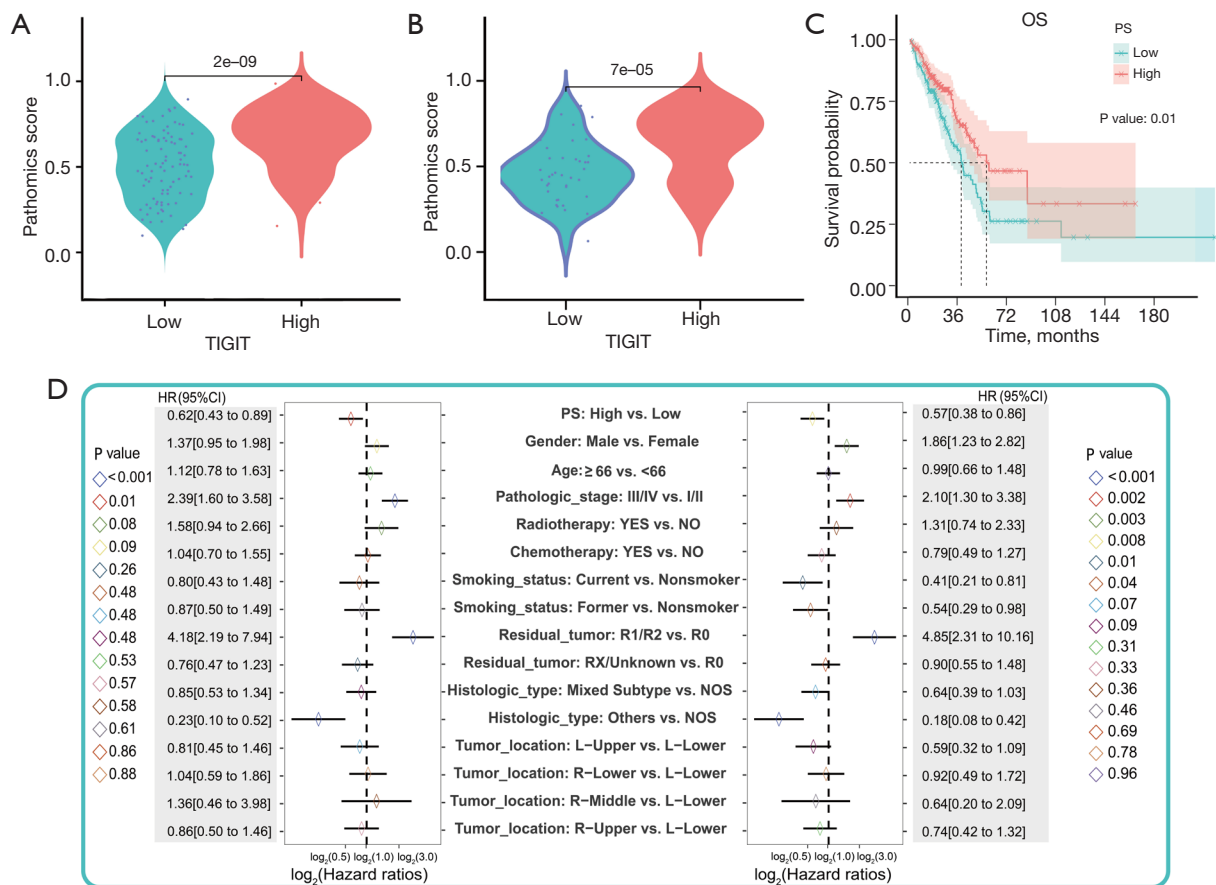 A
2e–09
1.0
0.5
0.0
Pathomics score
Low
High
TIGIT
B
7e–05
1.0
0.5
0.0
Pathomics score
Low
High
TIGIT
C
OS
PS
Low
High
P value: 0.01
1.00
0.75
0.50
0.25
0.00
Survival probability
0 36 72 108 144 180
Time, months
D
HR (95%CI)
0.62[0.43 to 0.89]
1.37[0.95 to 1.98]
1.12[0.78 to 1.63]
2.39[1.60 to 3.58]
1.58[0.94 to 2.66]
1.04[0.70 to 1.55]
0.80[0.43 to 1.48]
0.87[0.50 to 1.49]
4.18[2.19 to 7.94]
0.76[0.47 to 1.23]
0.85[0.53 to 1.34]
0.23[0.10 to 0.52]
0.81[0.45 to 1.46]
1.04[0.59 to 1.86]
1.36[0.46 to 3.98]
0.86[0.50 to 1.46]
P value
<0.001
0.01
0.08
0.09
0.26
0.48
0.48
0.48
0.53
0.57
0.58
0.61
0.86
0.88
log₂(0.5) log₂(1.0) log₂(3.0)
log₂(Hazard ratios)
PS: High vs. Low
Gender: Male vs. Female
Age: ≥ 66 vs. <66
Pathologic_stage: III/IV vs. I/II
Radiotherapy: YES vs. NO
Chemotherapy: YES vs. NO
Smoking_status: Current vs. Nonsmoker
Smoking_status: Former vs. Nonsmoker
Residual_tumor: R1/R2 vs. R0
Residual_tumor: RX/Unknown vs. R0
Histologic_type: Mixed Subtype vs. NOS
Histologic_type: Others vs. NOS
Tumor_location: L-Upper vs. L-Lower
Tumor_location: R-Lower vs. L-Lower
Tumor_location: R-Middle vs. L-Lower
Tumor_location: R-Upper vs. L-Lower
log₂(0.5) log₂(1.0) log₂(3.0)
log₂(Hazard ratios)
HR (95%CI)
0.57[0.38 to 0.86]
1.86[1.23 to 2.82]
0.99[0.66 to 1.48]
2.10[1.30 to 3.38]
1.31[0.74 to 2.33]
0.79[0.49 to 1.27]
0.41[0.21 to 0.81]
0.54[0.29 to 0.98]
4.85[2.31 to 10.16]
0.90[0.55 to 1.48]
0.64[0.39 to 1.03]
0.18[0.08 to 0.42]
0.59[0.32 to 1.09]
0.92[0.49 to 1.72]
0.64[0.20 to 2.09]
0.74[0.42 to 1.32]
P value
<0.001
0.002
0.003
0.008
0.01
0.04
0.07
0.09
0.31
0.33
0.36
0.46
0.69
0.78
0.96